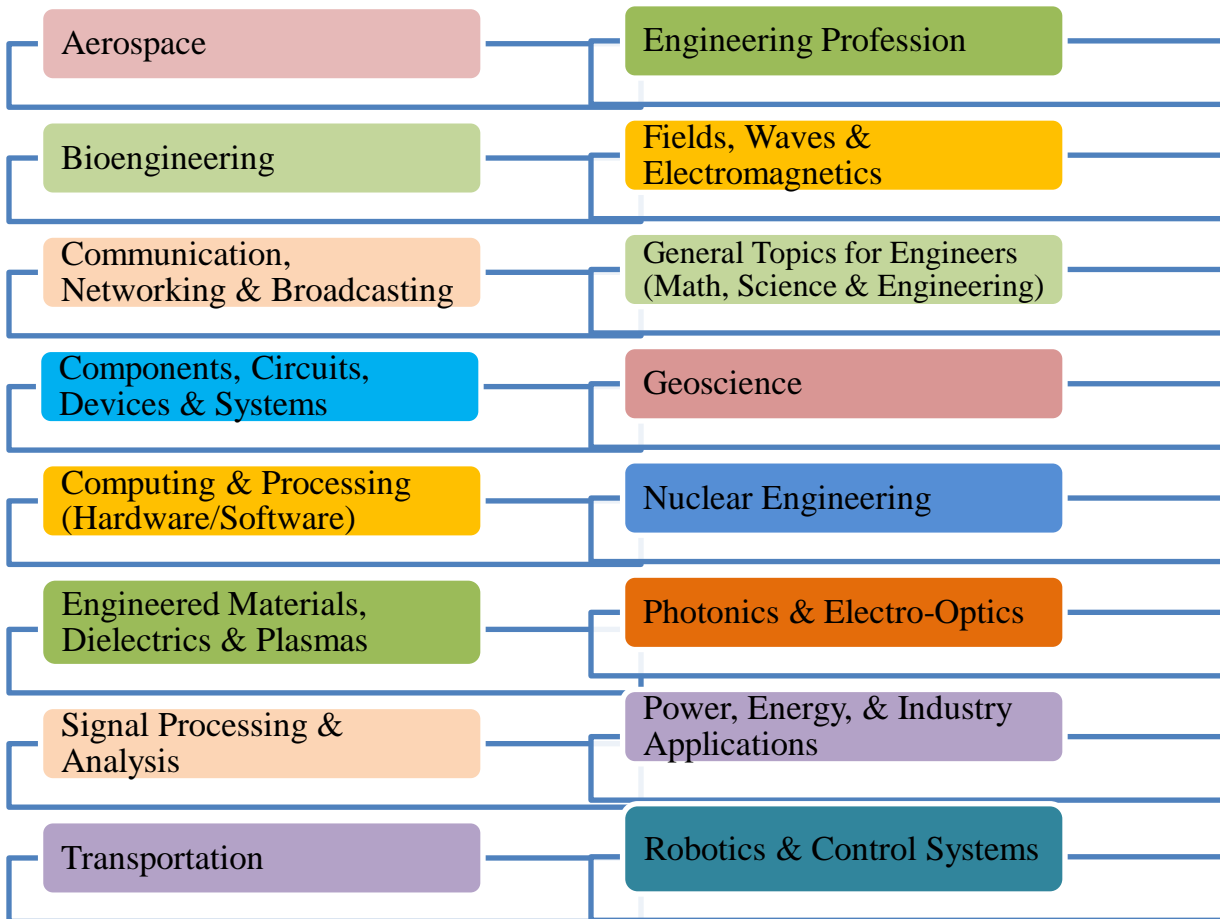 Aerospace
Bioengineering
Communication,
Networking & Broadcasting
Components, Circuits,
Devices & Systems
Computing & Processing
(Hardware/Software)
Engineered Materials,
Dielectrics & Plasmas
Signal Processing &
Analysis
Transportation
Engineering Profession
Fields, Waves &
Electromagnetics
General Topics for Engineers
(Math, Science & Engineering)
Geoscience
Nuclear Engineering
Photonics & Electro-Optics
Power, Energy, & Industry
Applications
Robotics & Control Systems